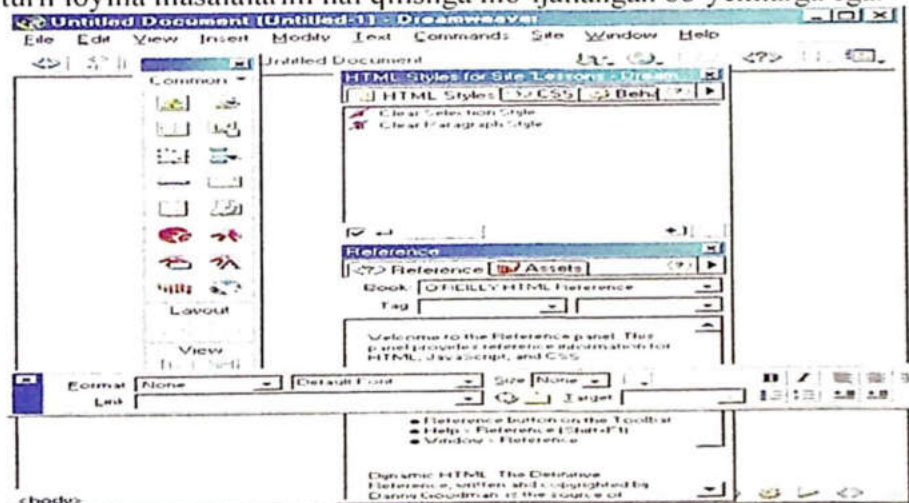 Untitled Document (Untitled-1) - Dreamweaver
File Edit View Insert Modify Text Commands Site Window Help
Untitled Document
Common
HTML Styles for Site 'Lessons' - Dream
HTML Styles CSS Beha
Clear Selection Style
Clear Paragraph Style
Reference
<?> Reference Assets
Book: O'REILLY HTML Reference
Tag
Layout
Welcome to the Reference panel. This
panel provides reference information for
HTML, JavaScript, and CSS
View
Format None Default Font Size None B I
Link Target
Reference button on the Toolbar
Help > Reference (Shift+F1)
Window > Reference
Dynamic HTML: The Definitive
Reference, written and copyrighted by
Danny Goodman is the source of
<body>